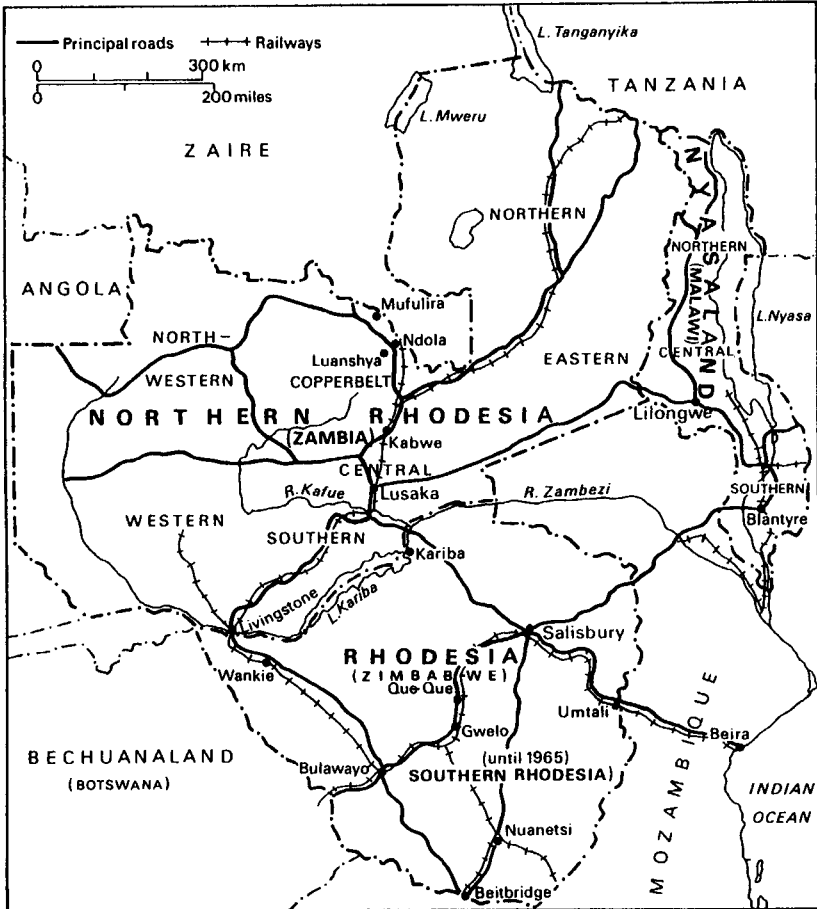 Principal roads
Railways
0 300 km
0 200 miles
L. Tanganyika
TANZANIA
L. Mweru
ZAIRE
NORTHERN
NYASALAND
(MALAWI)
NORTHERN
ANGOLA
Mufulira
L. Nyasa
NORTH-
Ndola
Luanshya
EASTERN
CENTRAL
WESTERN
COPPERBELT
NORTHERN RHODESIA
(ZAMBIA)
Lilongwe
Kabwe
CENTRAL
Lusaka
R. Kafue
R. Zambezi
SOUTHERN
WESTERN
Blantyre
SOUTHERN
Kariba
L. Kariba
Livingstone
Salisbury
RHODESIA
(ZIMBABWE)
Wankie
Que-Que
Umtali
Gwelo
Beira
BECHUANALAND
(BOTSWANA)
(until 1965)
Bulawayo
SOUTHERN RHODESIA)
MOZAMBIQUE
INDIAN
OCEAN
Nuanetsi
Beitbridge